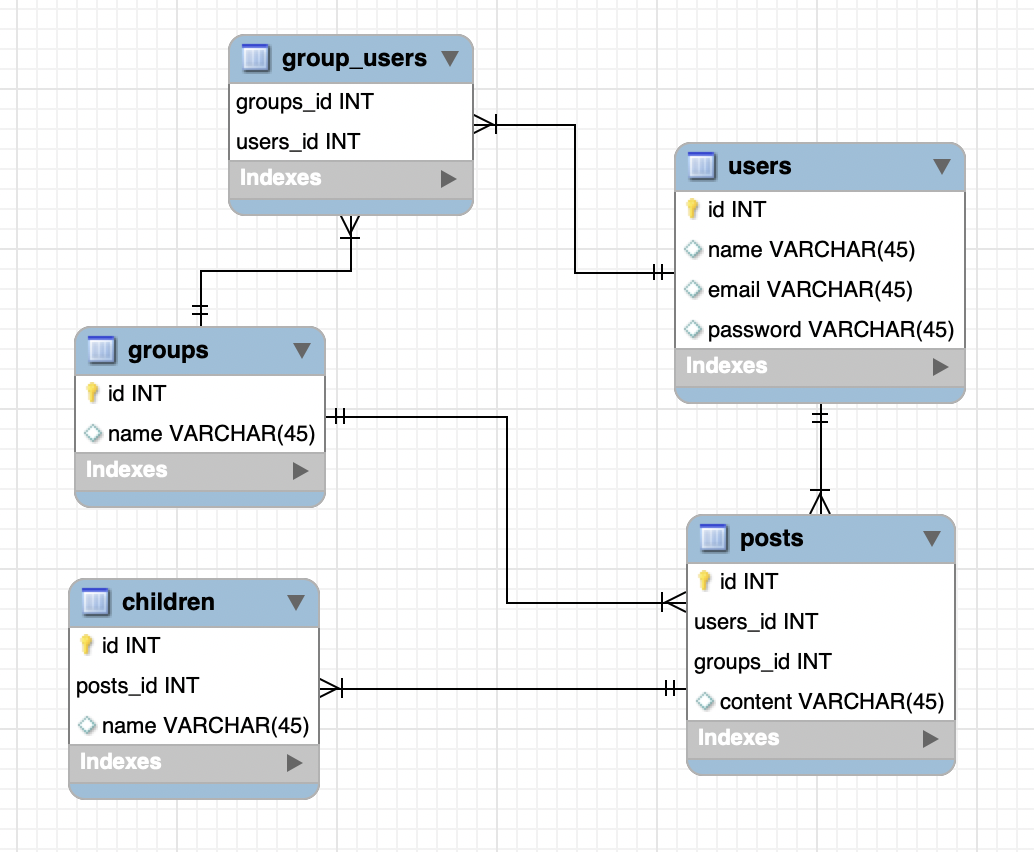 group_users
groups_id INT
users_id INT
Indexes
users
id INT
name VARCHAR(45)
email VARCHAR(45)
password VARCHAR(45)
Indexes
groups
id INT
name VARCHAR(45)
Indexes
posts
id INT
users_id INT
groups_id INT
content VARCHAR(45)
Indexes
children
id INT
posts_id INT
name VARCHAR(45)
Indexes